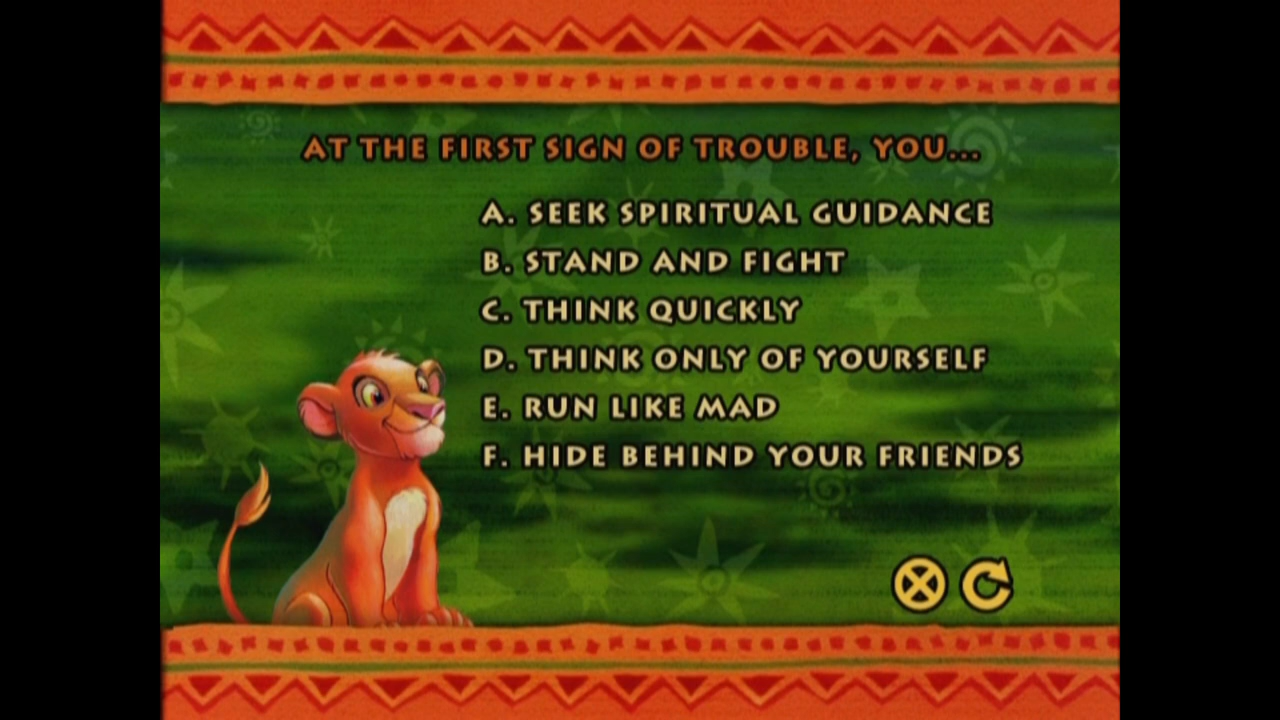 AT THE FIRST SIGN OF TROUBLE, YOU...
A. SEEK SPIRITUAL GUIDANCE
B. STAND AND FIGHT
C. THINK QUICKLY
D. THINK ONLY OF YOURSELF
E. RUN LIKE MAD
F. HIDE BEHIND YOUR FRIENDS